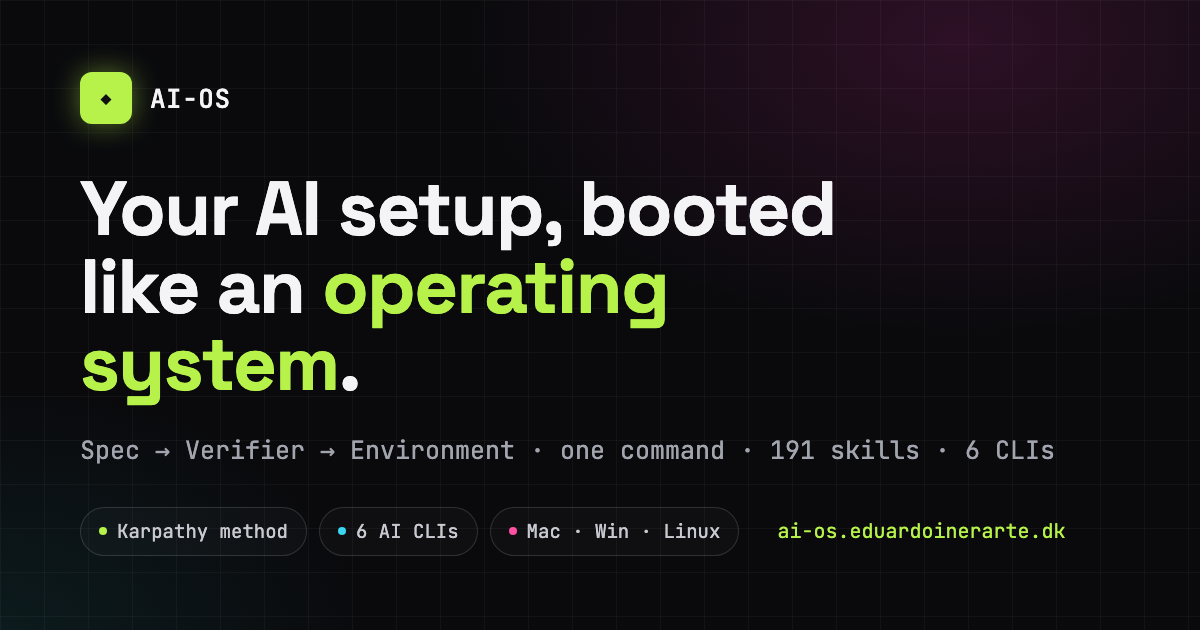 AI-OS
Your AI setup, booted
like an operating
system.
Spec → Verifier → Environment · one command · 191 skills · 6 CLIs
Karpathy method
6 AI CLIs
Mac · Win · Linux
ai-os.eduardoinerarte.dk